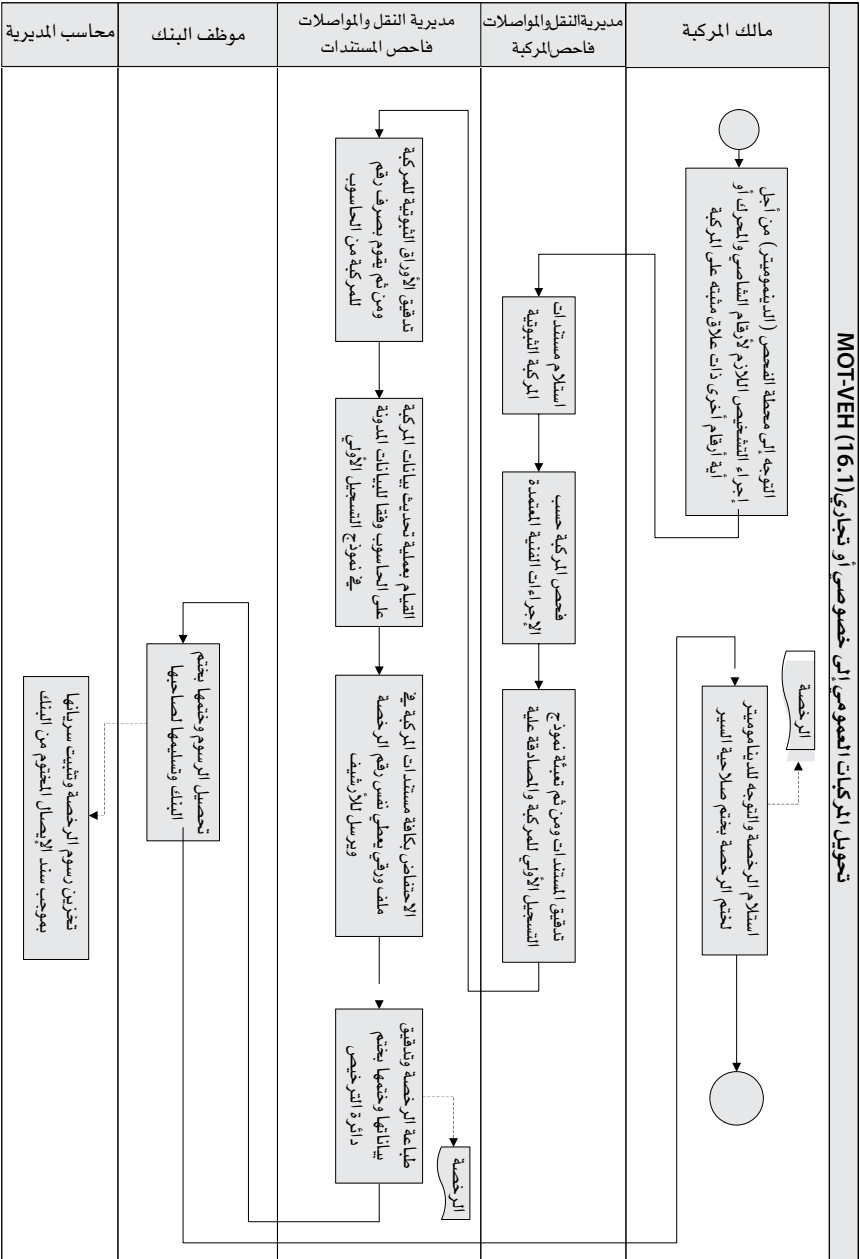 تحويل المركبات العمومي إلى خصوصي أو تجاري(16.1) MOT-VEH
مالك المركبة
مديريةالنقل‌والمواصلات
فاحص‌المركبة
مديرية النقل والمواصلات
فاحص المستندات
موظف البنك
محاسب المديرية
التوجه إلى محطة الفحص (الدينموميتر) من أجل
إجراء التشخيص اللازم لأرقام الشاصي والمحرك أو
أية أرقام أخرى ذات علاق مثبته على المركبة
استلام مستندات
المركبة الثبوتية
فحص المركبة حسب
الإجراءات الفنية المعتمدة
تدقيق المستندات ومن ثم تعبئة نموذج
التسجيل الأولي للمركبة والمصادقة علية
تدقيق الأوراق الثبوتية للمركبة
ومن ثم يقوم بصرف رقم
للمركبة من الحاسوب
القيام بعملية تحديث بيانات المركبة
على الحاسوب وفقا للبيانات المدونة
في نموذج التسجيل الأولي
الاحتفاض بكافة مستندات المركبة في
ملف ورقي يعطي نفس رقم الرخصة
ويرسل للأرشيف
طباعة الرخصة وتدقيق
بياناتها وختمها بختم
دائرة الترخيص
الرخصة
تحصيل الرسوم وختمها بختم
البنك وتسليمها لصاحبها
تخزين رسوم الرخصة وتثبيت سريانها
بموجب سند الإيصال المختوم من البنك
استلام الرخصة والتوجه للديناموميتر
لختم الرخصة بختم صلاحية السير
الرخصة